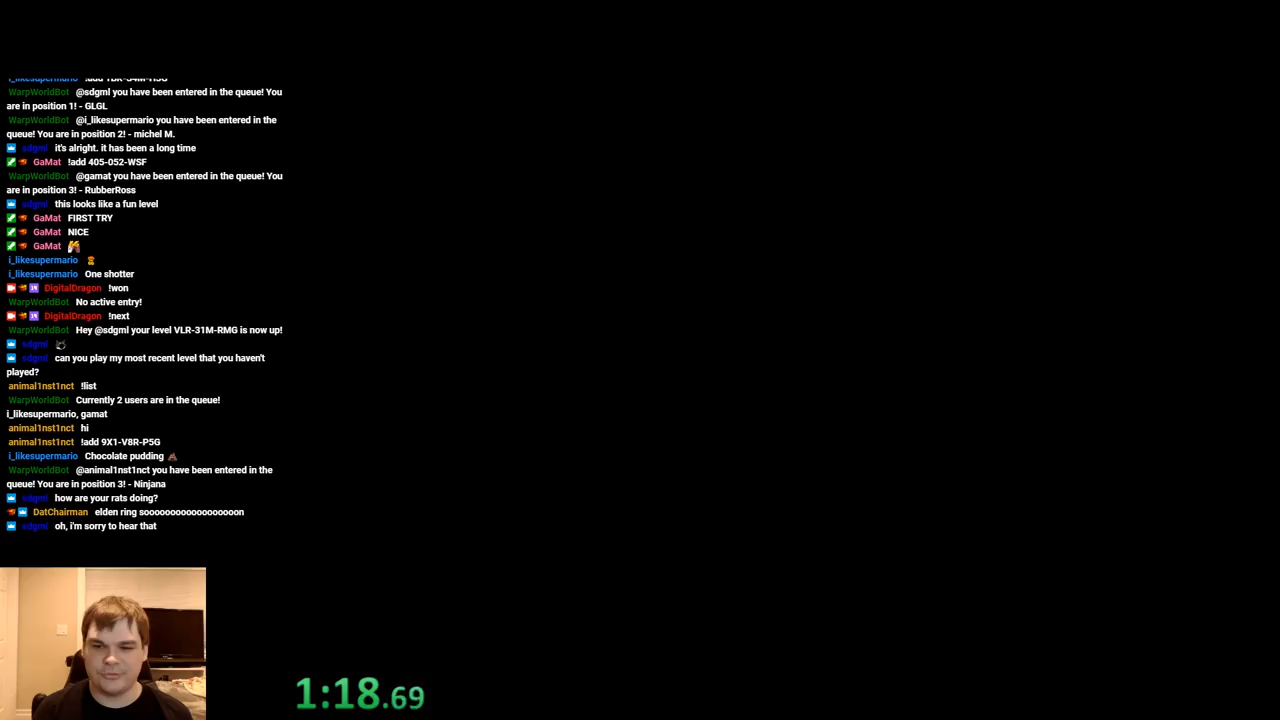 i_likesupermario !add TBR-34M-HSG
WarpWorldBot @sdgml you have been entered in the queue! You
are in position 1! - GLGL
WarpWorldBot @i_likesupermario you have been entered in the
queue! You are in position 2! - michel M.
sdgml it's alright. it has been a long time
GaMat !add 405-052-WSF
WarpWorldBot @gamat you have been entered in the queue! You
are in position 3! - RubberRoss
sdgml this looks like a fun level
GaMat FIRST TRY
GaMat NICE
GaMat
i_likesupermario
i_likesupermario One shotter
DigitalDragon !won
WarpWorldBot No active entry!
DigitalDragon !next
WarpWorldBot Hey @sdgml your level VLR-31M-RMG is now up!
sdgml
sdgml can you play my most recent level that you haven't
played?
animal1nst1nct !list
WarpWorldBot Currently 2 users are in the queue!
i_likesupermario, gamat
animal1nst1nct hi
animal1nst1nct !add 9X1-V8R-P5G
i_likesupermario Chocolate pudding
WarpWorldBot @animal1nst1nct you have been entered in the
queue! You are in position 3! - Ninjana
sdgml how are your rats doing?
DatChairman elden ring sooooooooooooooooon
sdgml oh, i'm sorry to hear that
1:18.69